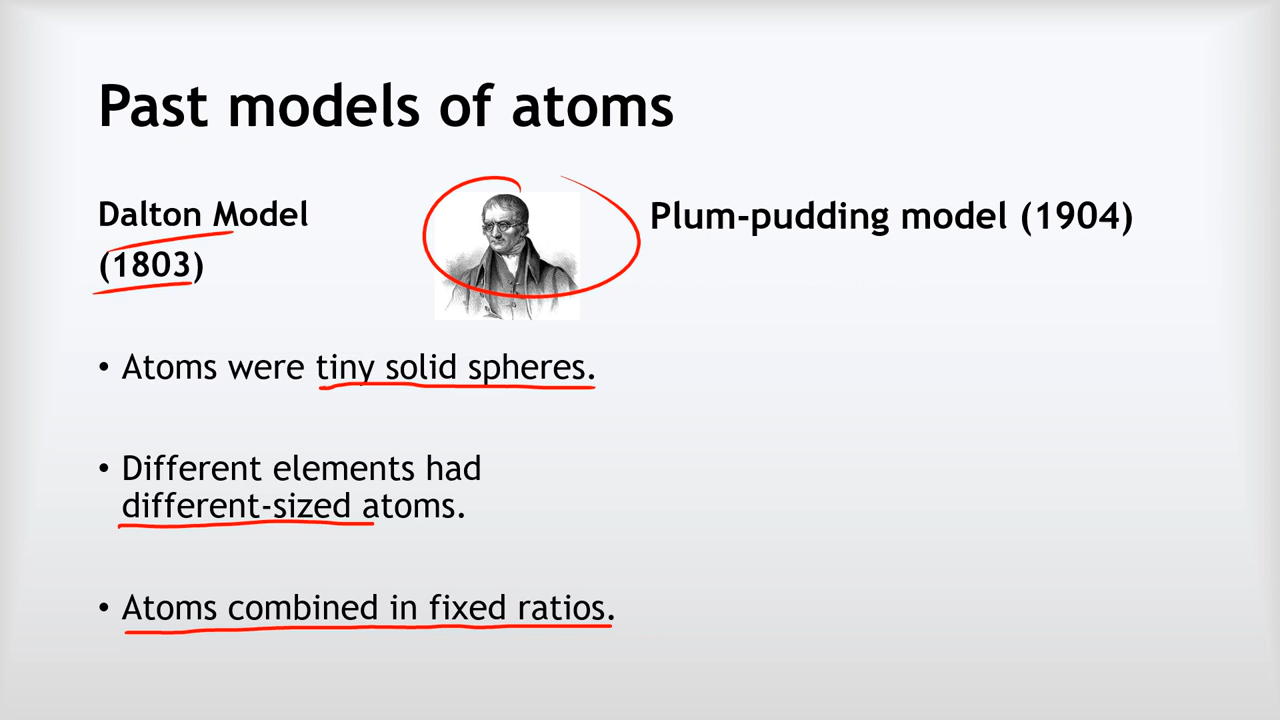 Past models of atoms
Dalton Model
(1803)
• Atoms were tiny solid spheres.
• Different elements had
different-sized atoms.
• Atoms combined in fixed ratios.
Plum-pudding model (1904)